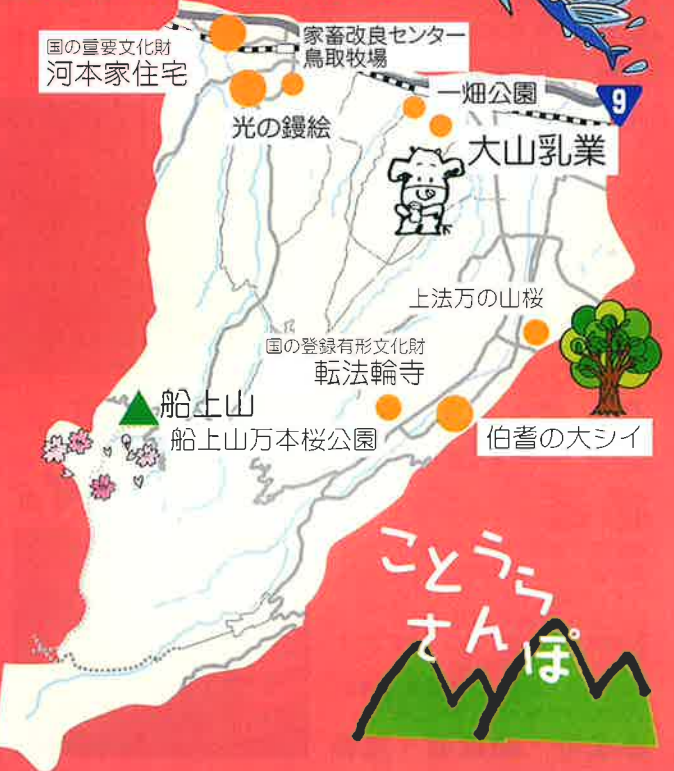 国の重要文化財
河本家住宅
家畜改良センター
鳥取牧場
光の鏝絵
一畑公園
9
大山乳業
上法万の山桜
国の登録有形文化財
転法輪寺
船上山
船上山万本桜公園
伯耆の大シイ
ことうら
さんぽ